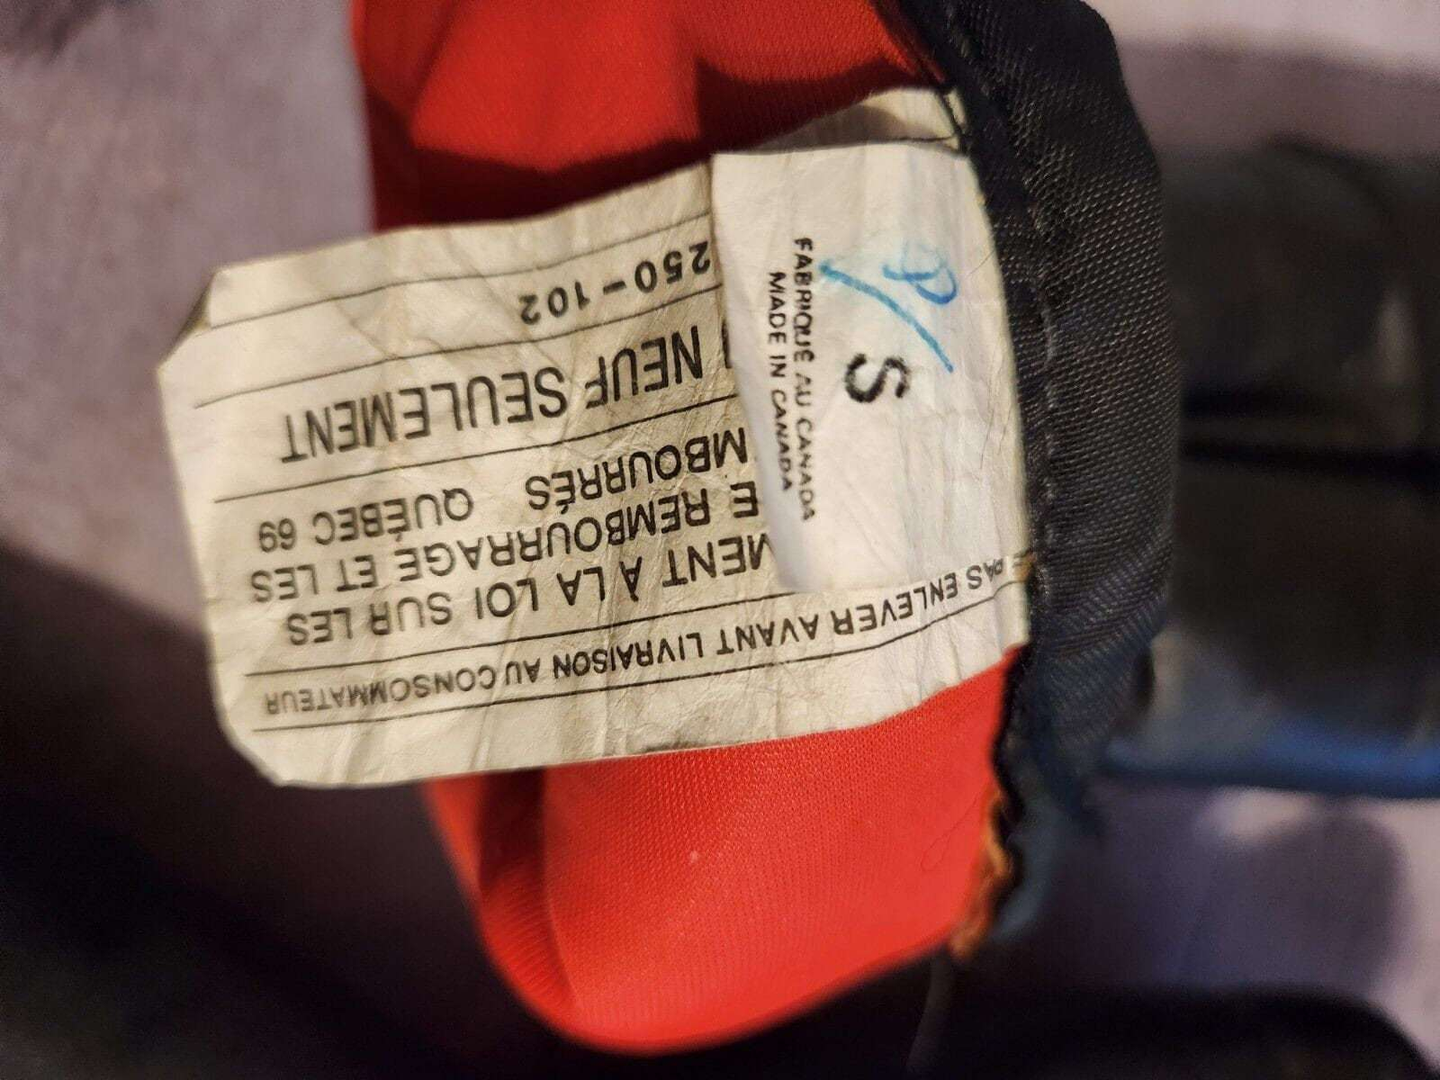 PAS ENLEVER AVANT LIVRAISON AU CONSOMMATEUR
MENT À LA LOI SUR LES
E REMBOURRAGE ET LES
MBOURRÉS QUÉBEC 69
NEUF SEULEMENT
250-102
S
FABRIQUÉ AU CANADA
MADE IN CANADA